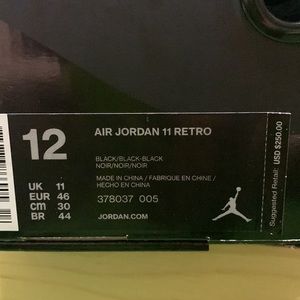 12
AIR JORDAN 11 RETRO
BLACK/BLACK-BLACK
NOIR/NOIR/NOIR
MADE IN CHINA / FABRIQUE EN CHINE /
HECHO EN CHINA
UK 11
EUR 46
cm 30
BR 44
378037 005
JORDAN.COM
Suggested Retail: USD $250.00